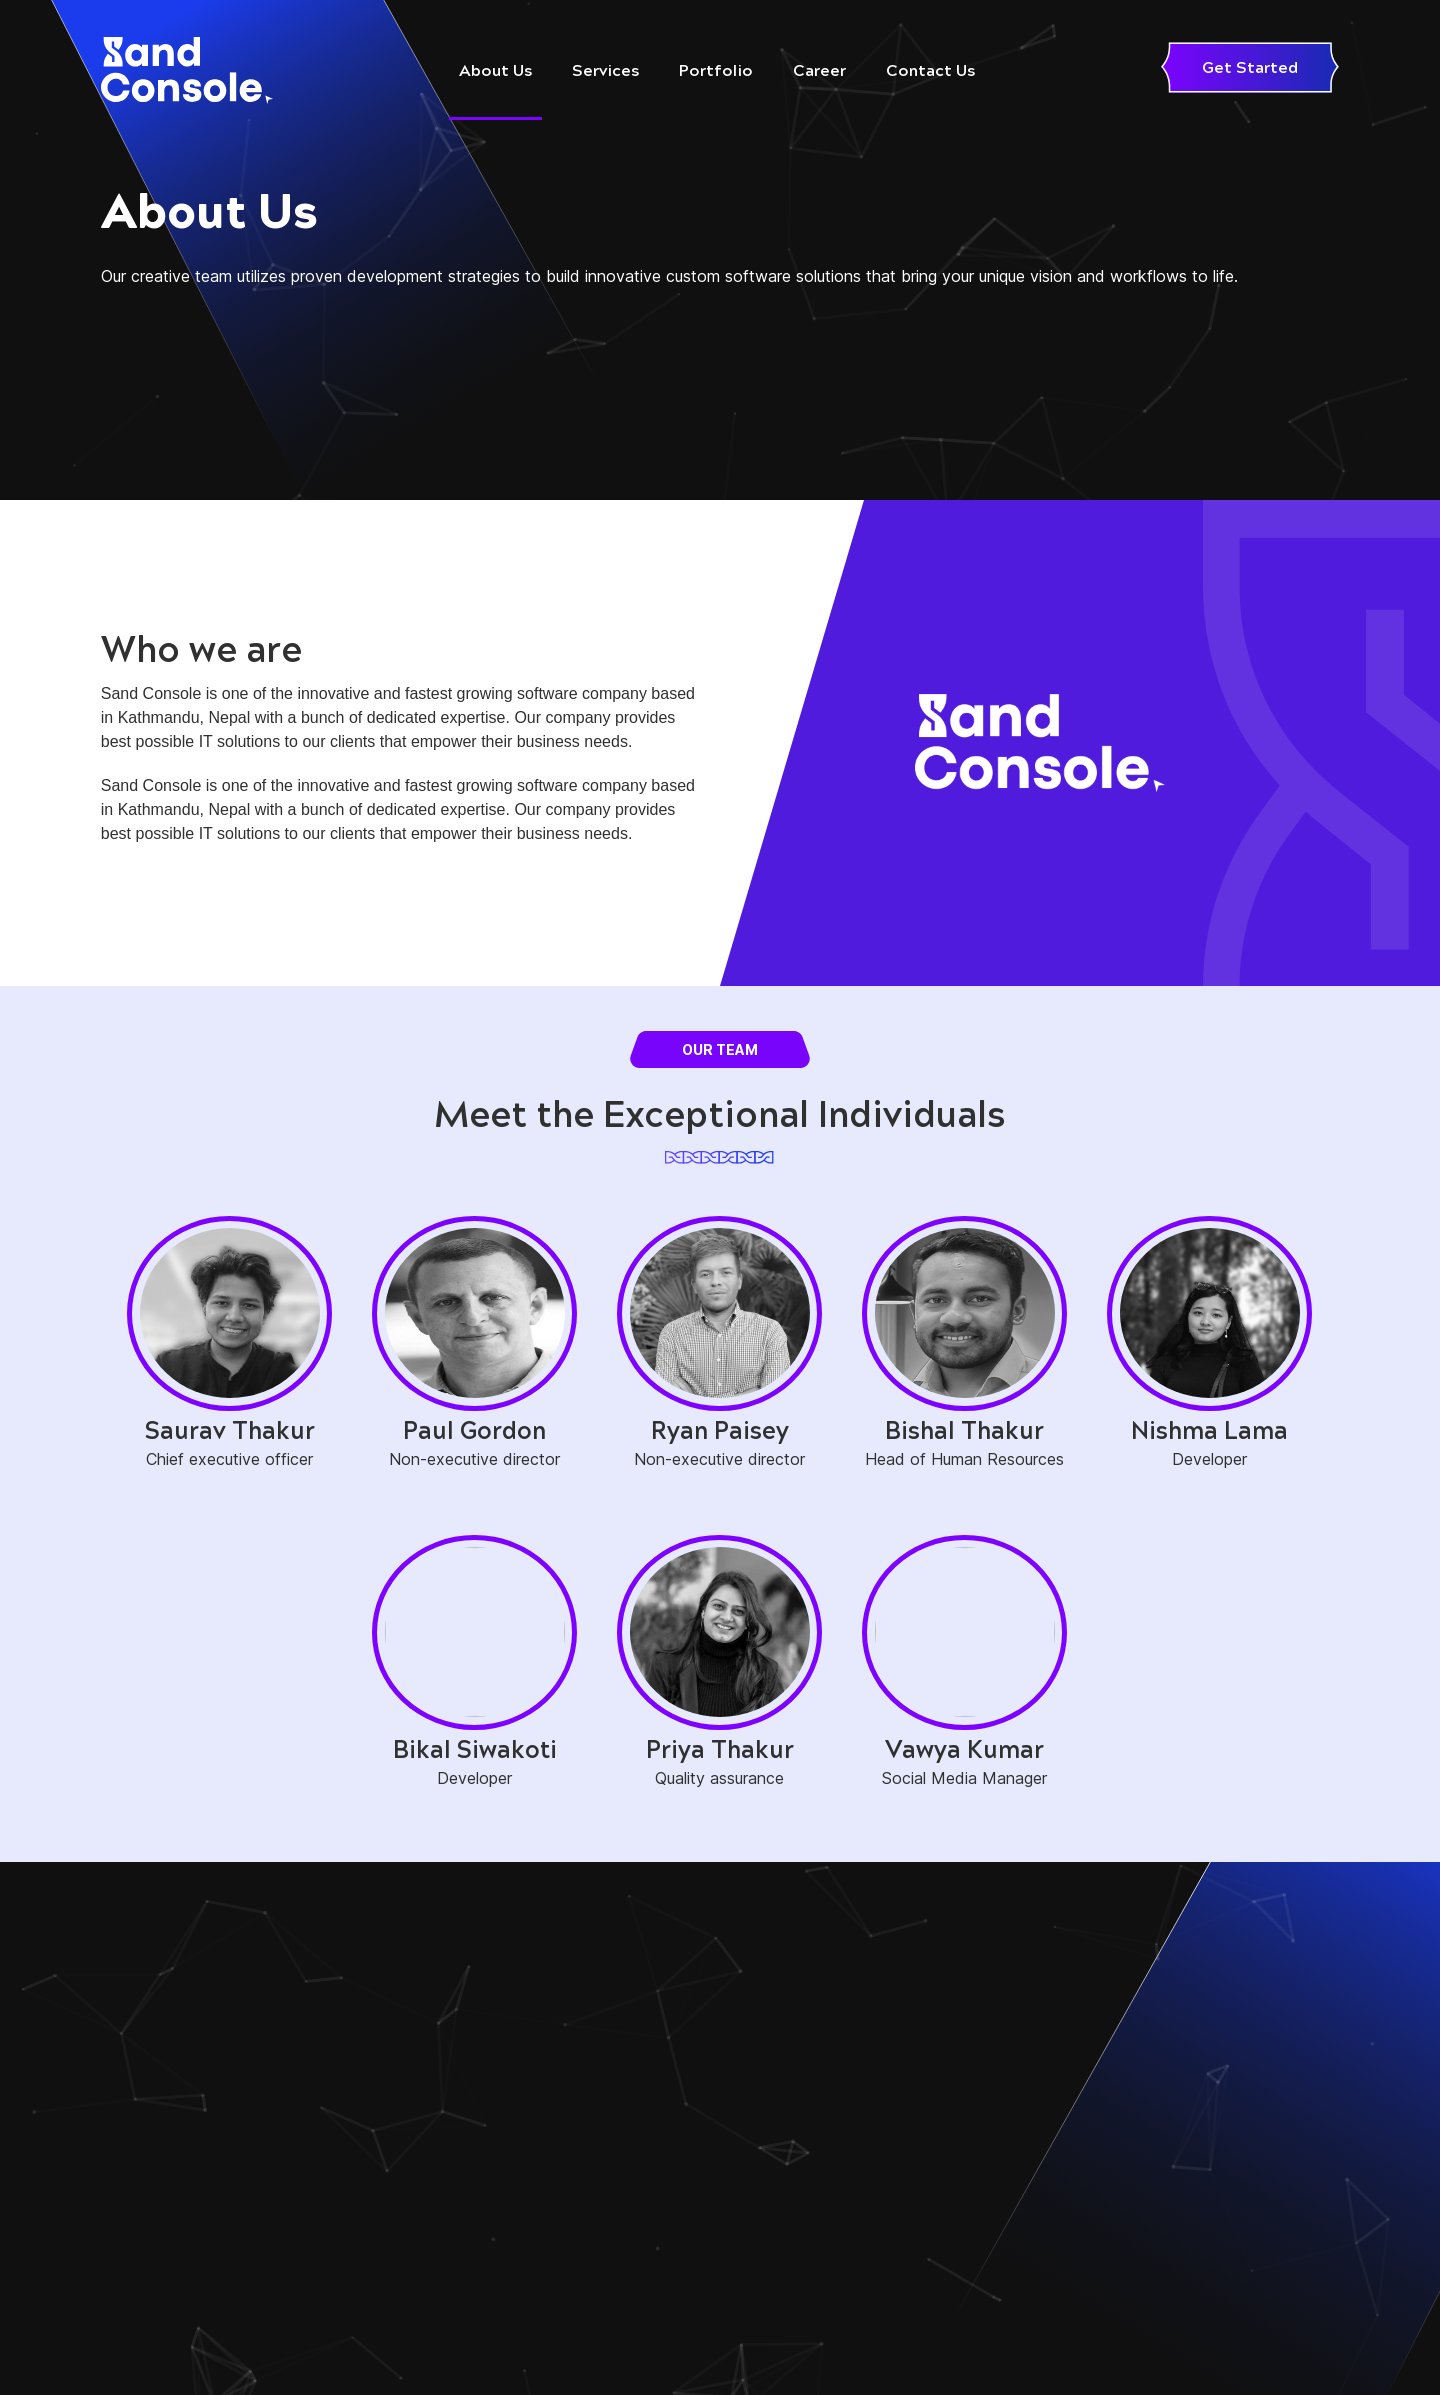 Sand
Console
About Us
Services
Portfolio
Career
Contact Us
Get Started
About Us
Our creative team utilizes proven development strategies to build innovative custom software solutions that bring your unique vision and workflows to life.
Who we are
Sand Console is one of the innovative and fastest growing software company based
in Kathmandu, Nepal with a bunch of dedicated expertise. Our company provides
best possible IT solutions to our clients that empower their business needs.
Sand Console is one of the innovative and fastest growing software company based
in Kathmandu, Nepal with a bunch of dedicated expertise. Our company provides
best possible IT solutions to our clients that empower their business needs.
Sand
Console
OUR TEAM
Meet the Exceptional Individuals
Saurav Thakur
Chief executive officer
Paul Gordon
Non-executive director
Ryan Paisey
Non-executive director
Bishal Thakur
Head of Human Resources
Nishma Lama
Developer
Bikal Siwakoti
Developer
Priya Thakur
Quality assurance
Vawya Kumar
Social Media Manager